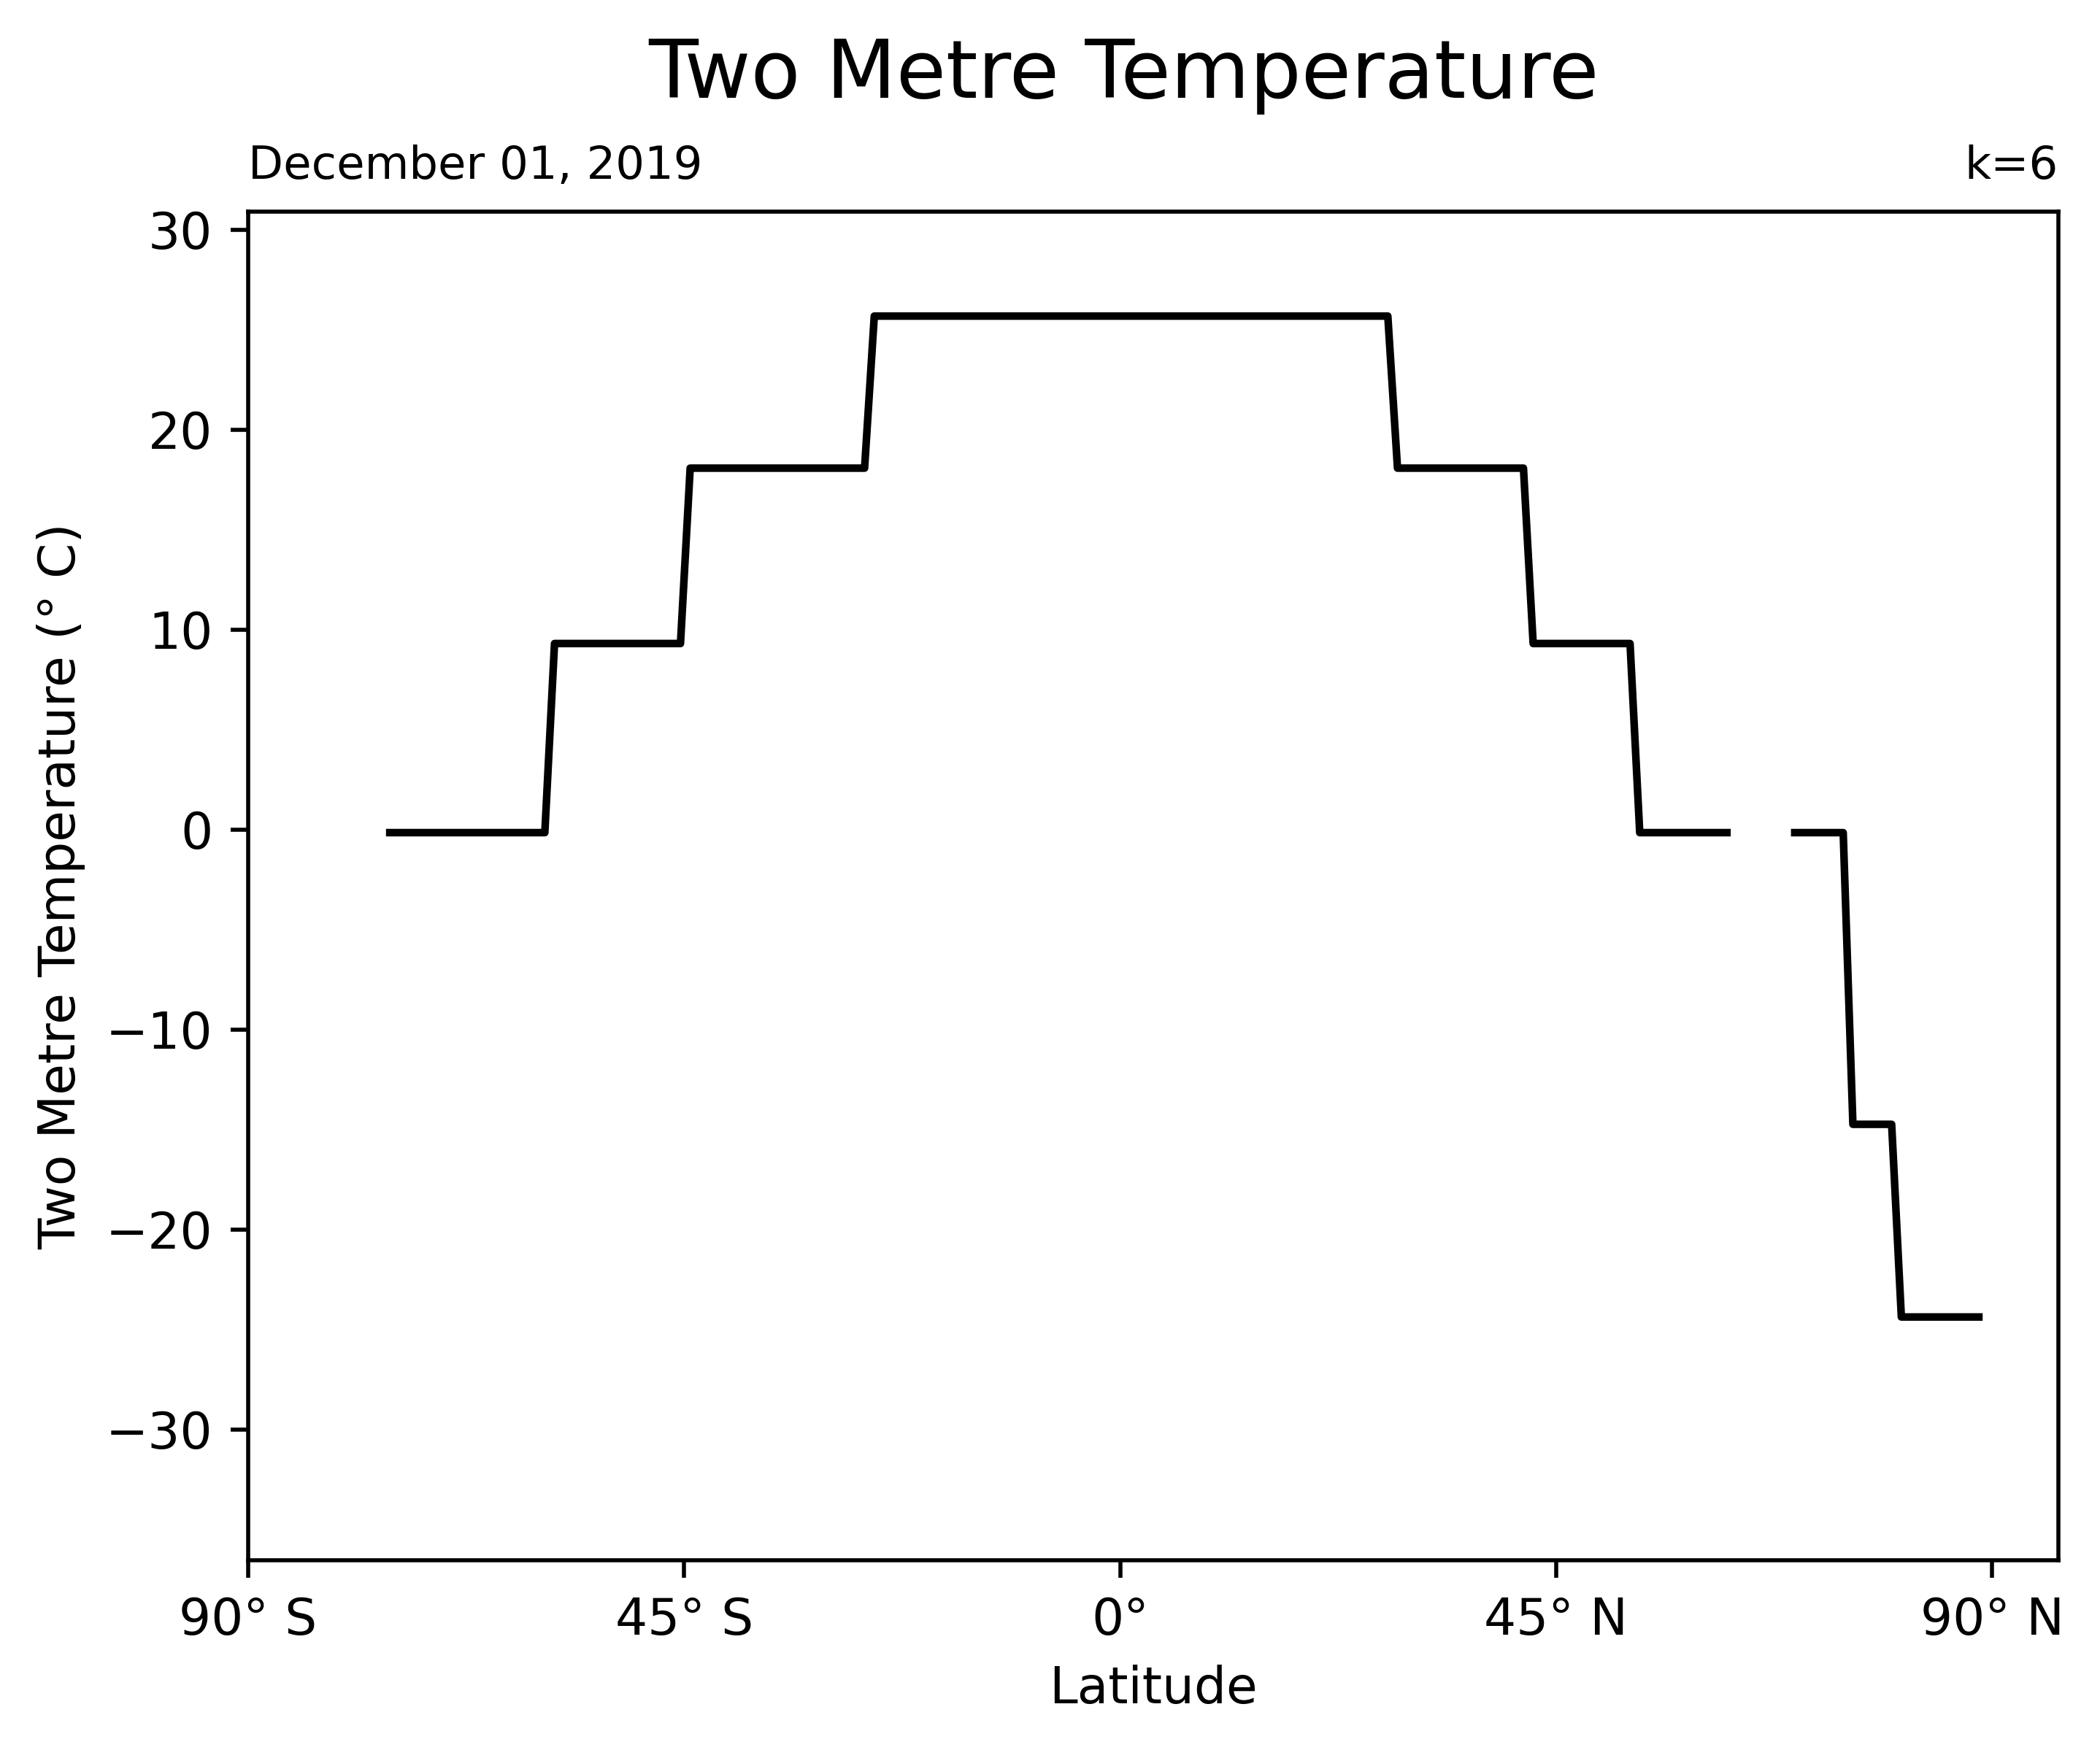 Two Metre Temperature
December 01, 2019
k=6
30
20
10
0
−10
−20
−30
Two Metre Temperature (° C)
90° S
45° S
0°
45° N
90° N
Latitude